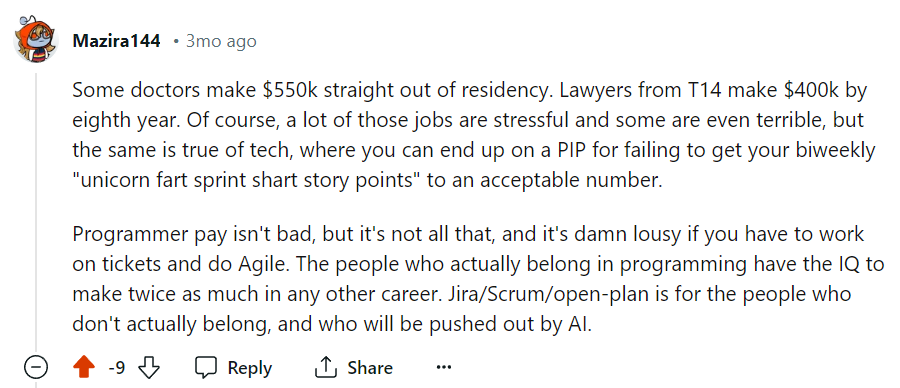 Mazira144 • 3mo ago
Some doctors make $550k straight out of residency. Lawyers from T14 make $400k by
eighth year. Of course, a lot of those jobs are stressful and some are even terrible, but
the same is true of tech, where you can end up on a PIP for failing to get your biweekly
"unicorn fart sprint shart story points" to an acceptable number.
Programmer pay isn't bad, but it's not all that, and it's damn lousy if you have to work
on tickets and do Agile. The people who actually belong in programming have the IQ to
make twice as much in any other career. Jira/Scrum/open-plan is for the people who
don't actually belong, and who will be pushed out by AI.
-9 Reply Share ···